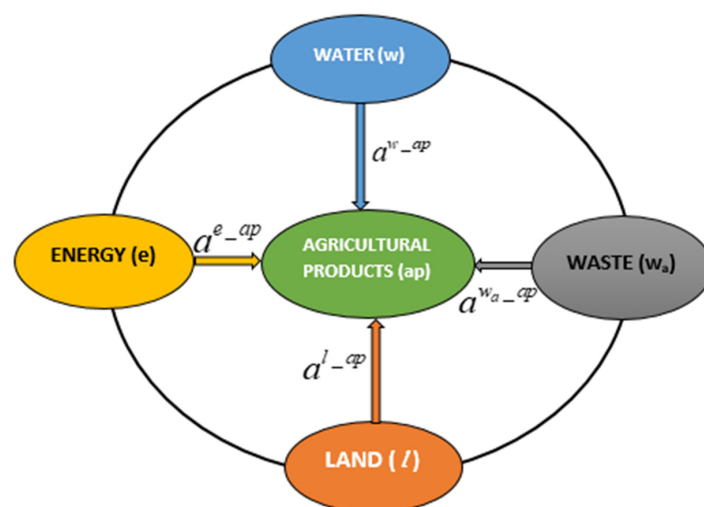 WATER (w)
a^{w_ap}
ENERGY (e)
a^{e_ap}
AGRICULTURAL
PRODUCTS (ap)
WASTE (wₐ)
a^{wₐ_ap}
a^{l_ap}
LAND ( l )